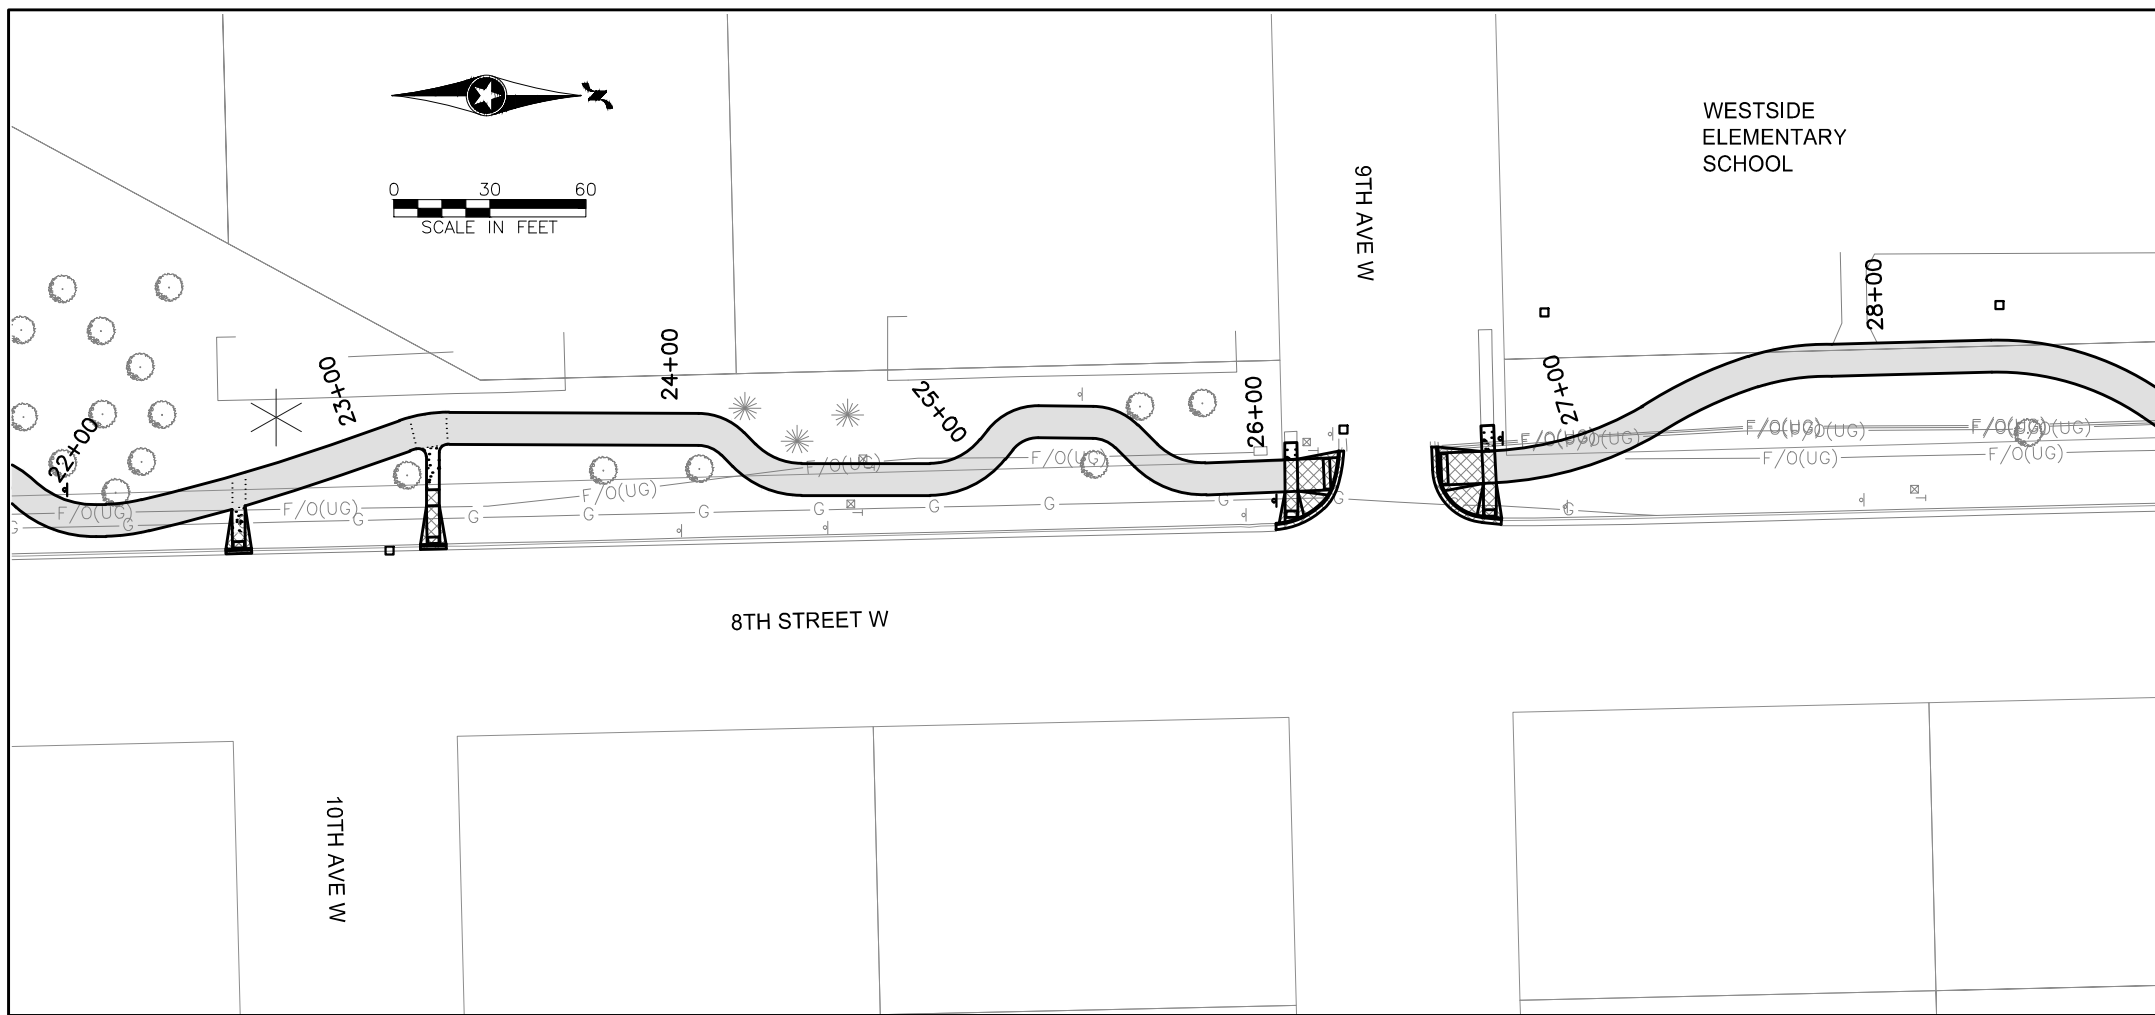 WESTSIDE
ELEMENTARY
SCHOOL
N
0 30 60
SCALE IN FEET
9TH AVE W
22+00
23+00
24+00
25+00
26+00
27+00
28+00
F/O(UG)
F/O(UG)
F/O(UG)
F/O(UG)
F/O(UG)
F/O(UG)
F/O(UG)
F/O(UG)
F/O(UG)
F/O(UG)
F/O(UG)
F/O(UG)
F/O(UG)
G
G
G
G
G
G
G
G
G
G
G
G
G
8TH STREET W
10TH AVE W